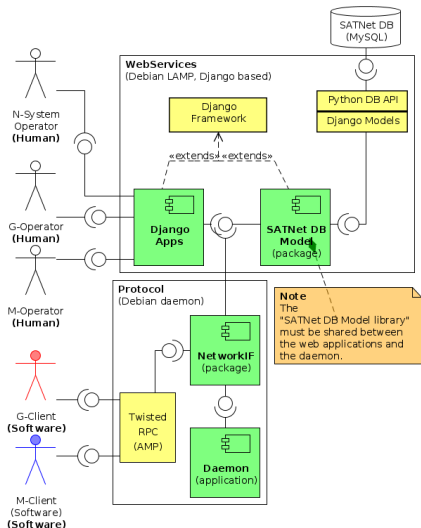 SATNet DB
(MySQL)
WebServices
(Debian LAMP, Django based)
Python DB API
Django Models
Django
Framework
N-System
Operator
(Human)
«extends»
«extends»
G-Operator
(Human)
Django
Apps
SATNet DB
Model
(package)
M-Operator
(Human)
Protocol
(Debian daemon)
Note
The
"SATNet DB Model library"
must be shared between
the web applications and
the daemon.
NetworkIF
(package)
G-Client
(Software)
Twisted
RPC
(AMP)
Daemon
(application)
M-Client
(Software)
(Software)